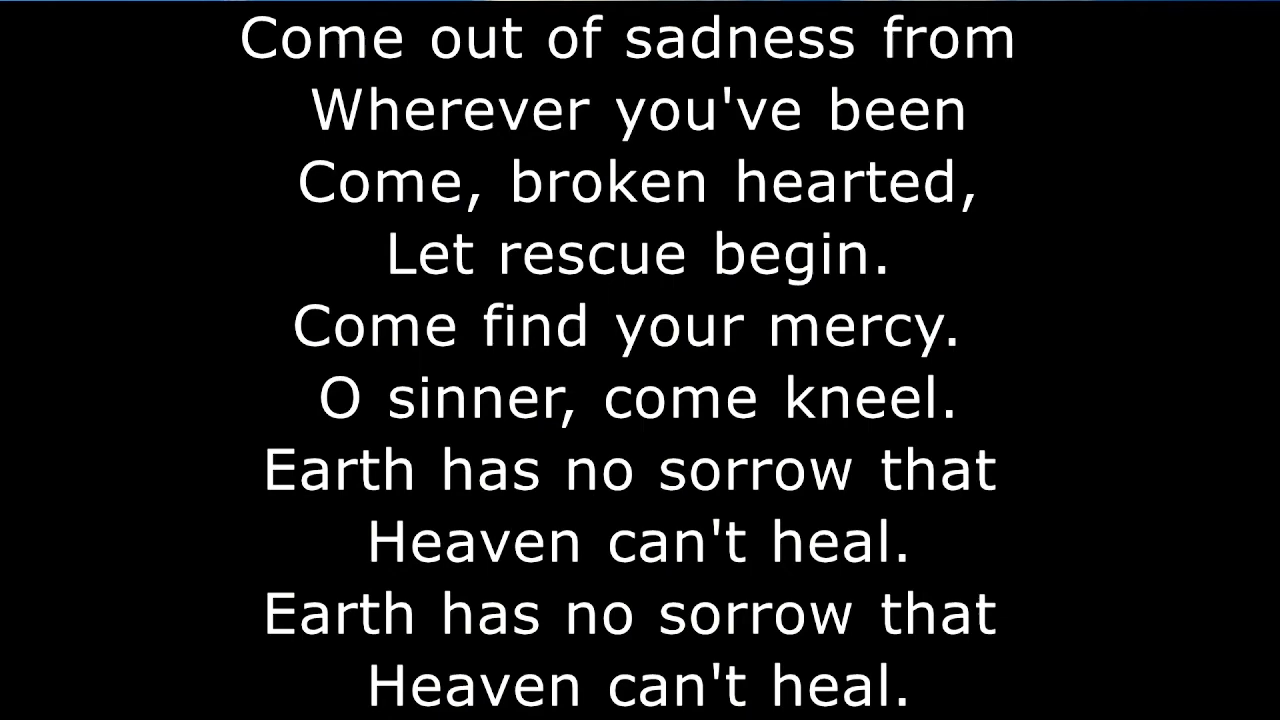 Come out of sadness from
Wherever you've been
Come, broken hearted,
Let rescue begin.
Come find your mercy.
O sinner, come kneel.
Earth has no sorrow that
Heaven can't heal.
Earth has no sorrow that
Heaven can't heal.